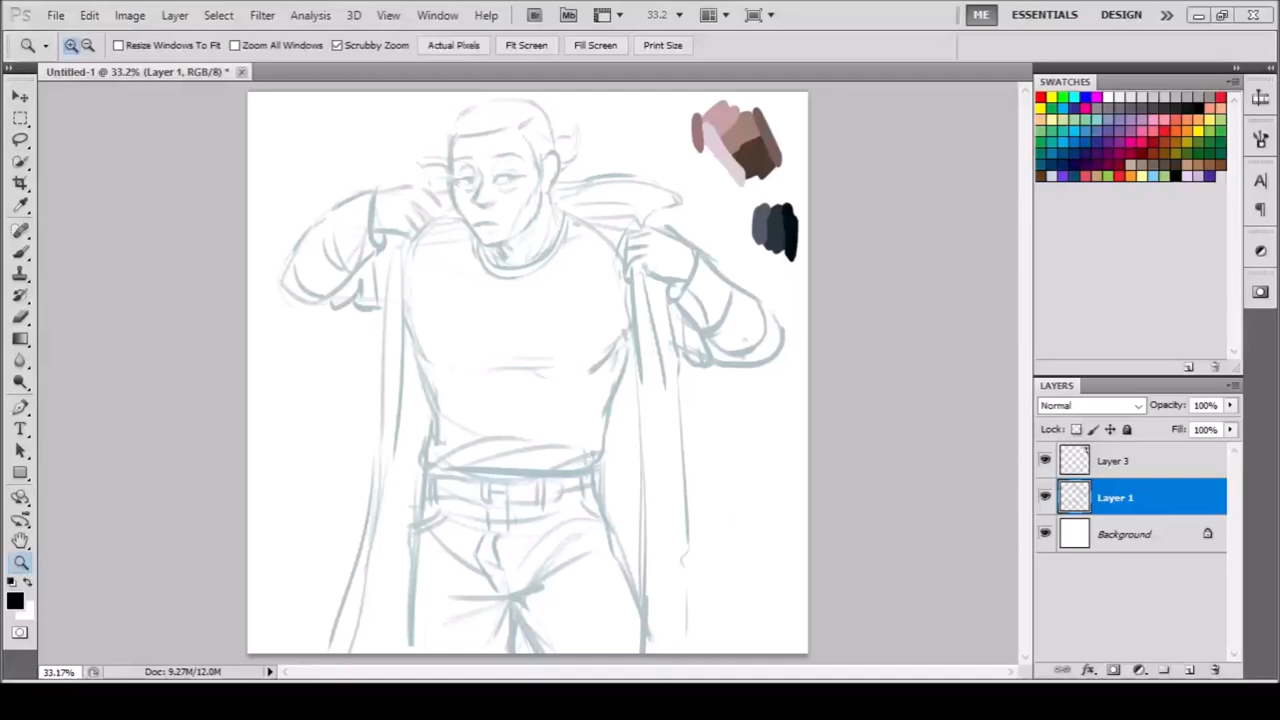 Ps File Edit Image Layer Select Filter Analysis 3D View Window Help Br Mb 33.2 ME ESSENTIALS DESIGN
Resize Windows To Fit Zoom All Windows Scrubby Zoom Actual Pixels Fit Screen Fill Screen Print Size
Untitled-1 @ 33.2% (Layer 1, RGB/8) *
SWATCHES
LAYERS
Normal Opacity: 100%
Lock: Fill: 100%
Layer 3
Layer 1
Background
33.17% Doc: 9.27M/12.0M